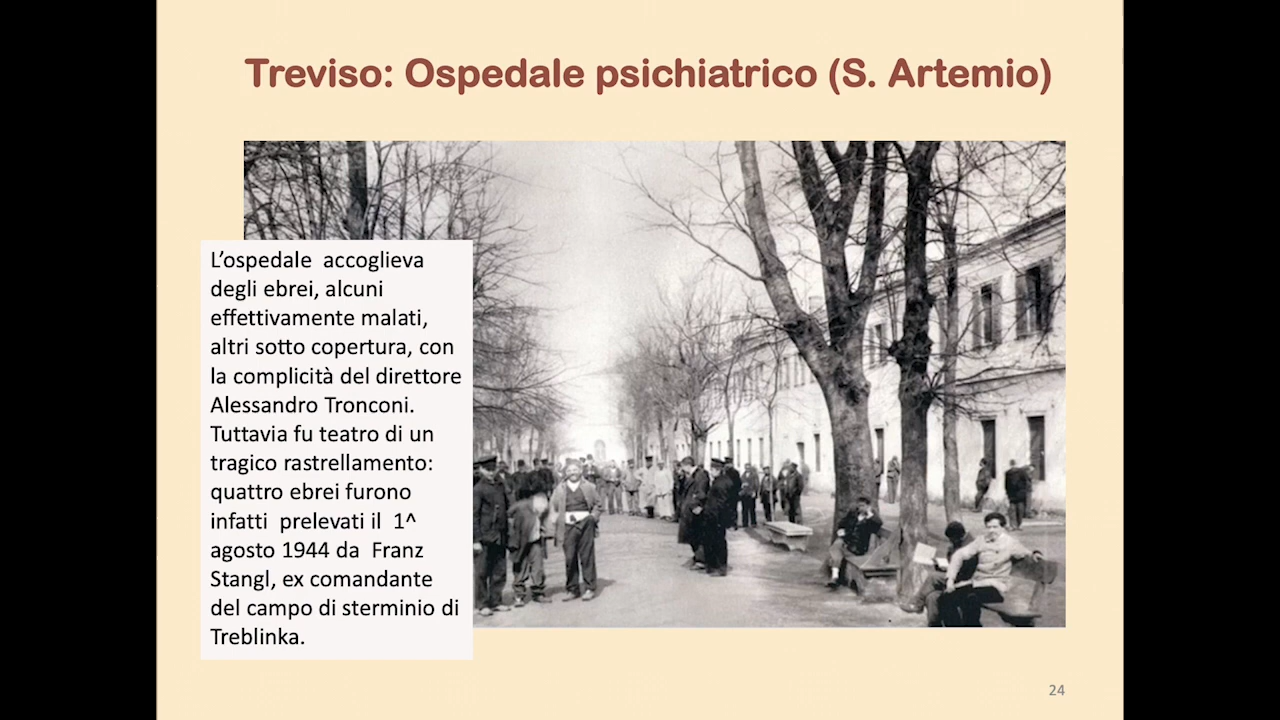 Treviso: Ospedale psichiatrico (S. Artemio)
L’ospedale  accoglieva
degli ebrei, alcuni
effettivamente malati,
altri sotto copertura, con
la complicità del direttore
Alessandro Tronconi.
Tuttavia fu teatro di un
tragico rastrellamento:
quattro ebrei furono
infatti  prelevati il  1^
agosto 1944 da  Franz
Stangl, ex comandante
del campo di sterminio di
Treblinka.
24